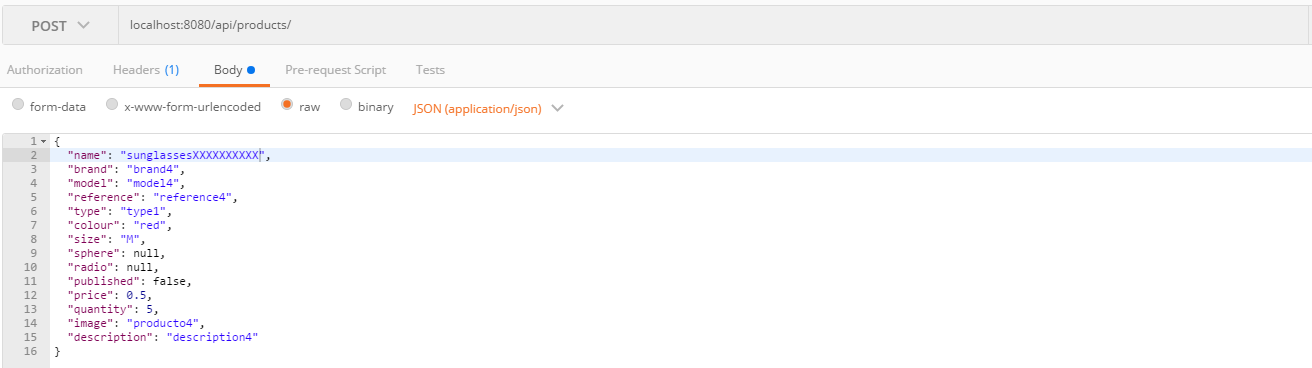 POST localhost:8080/api/products/
Authorization Headers (1) Body Pre-request Script Tests
form-data x-www-form-urlencoded raw binary JSON (application/json)
1 {
2 "name": "sunglassesXXXXXXXXXX",
3 "brand": "brand4",
4 "model": "model4",
5 "reference": "reference4",
6 "type": "type1",
7 "colour": "red",
8 "size": "M",
9 "sphere": null,
10 "radio": null,
11 "published": false,
12 "price": 0.5,
13 "quantity": 5,
14 "image": "producto4",
15 "description": "description4"
16 }